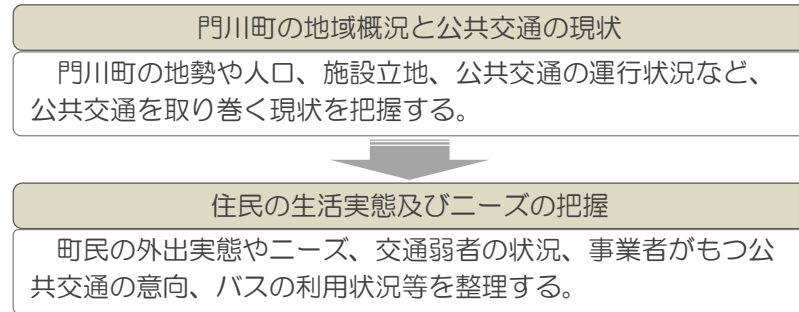 門川町の地域概況と公共交通の現状
門川町の地勢や人口、施設立地、公共交通の運行状況など、
公共交通を取り巻く現状を把握する。
住民の生活実態及びニーズの把握
町民の外出実態やニーズ、交通弱者の状況、事業者がもつ公
共交通の意向、バスの利用状況等を整理する。